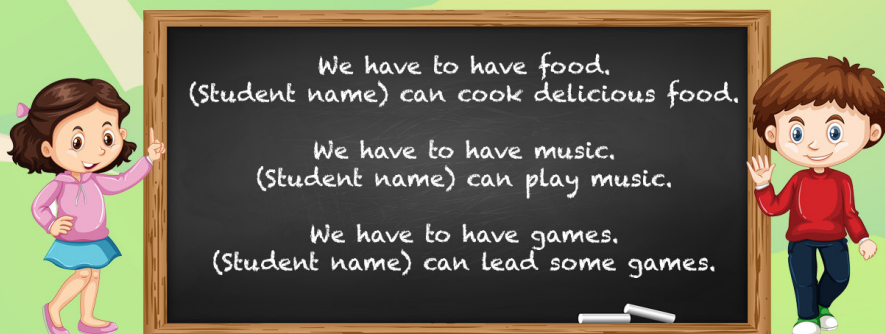 We have to have food.
(Student name) can cook delicious food.
We have to have music.
(Student name) can play music.
We have to have games.
(Student name) can lead some games.